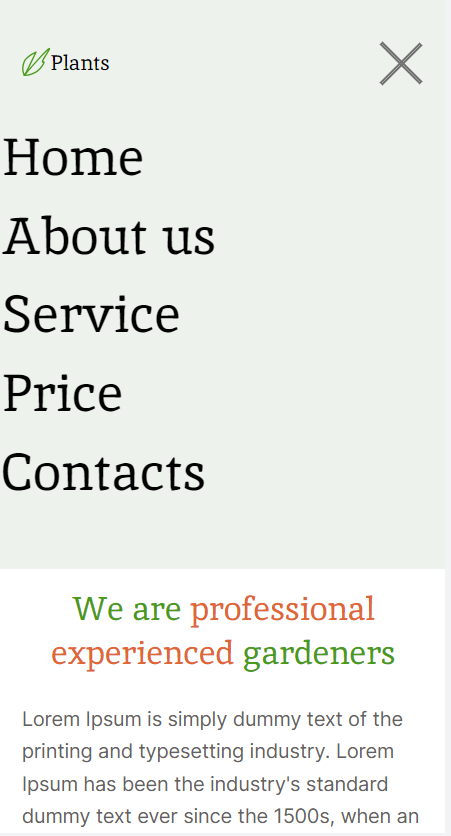 Plants
Home
About us
Service
Price
Contacts
We are professional
experienced gardeners
Lorem Ipsum is simply dummy text of the
printing and typesetting industry. Lorem
Ipsum has been the industry's standard
dummy text ever since the 1500s, when an